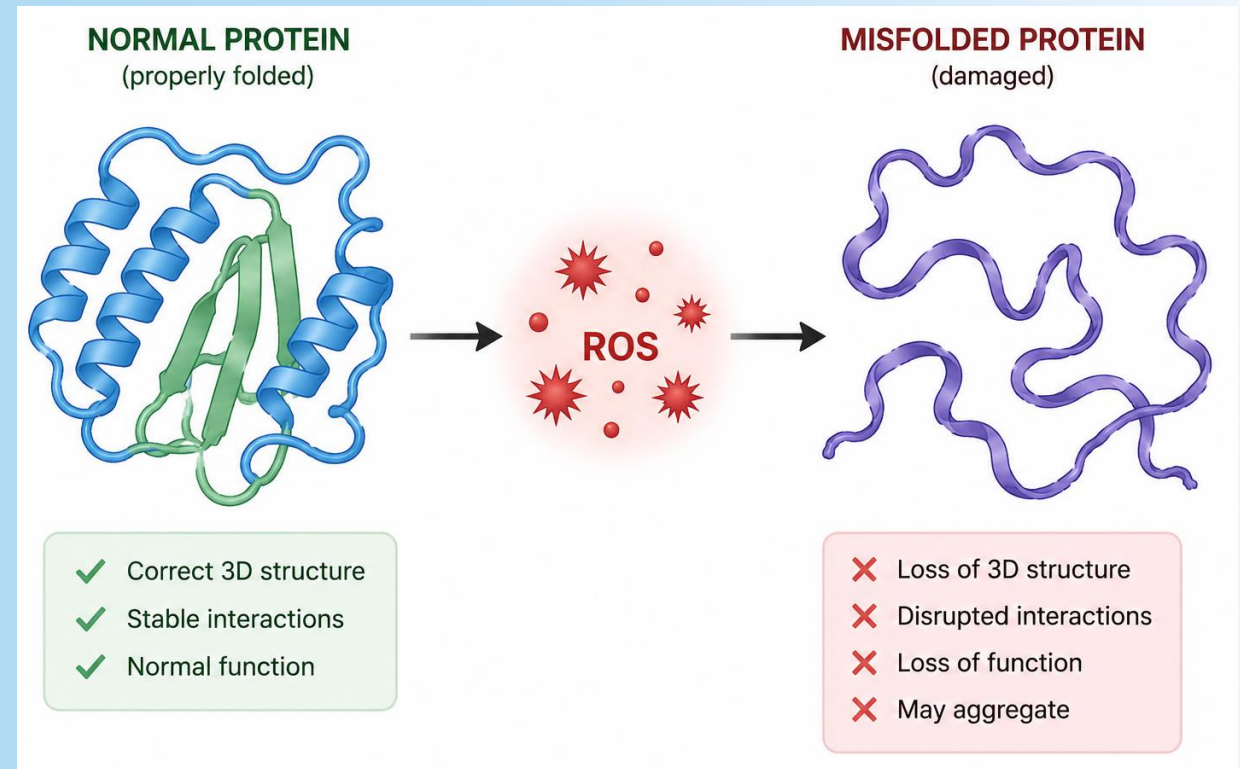 NORMAL PROTEIN
(properly folded)
ROS
MISFOLDED PROTEIN
(damaged)
Correct 3D structure
Stable interactions
Normal function
Loss of 3D structure
Disrupted interactions
Loss of function
May aggregate